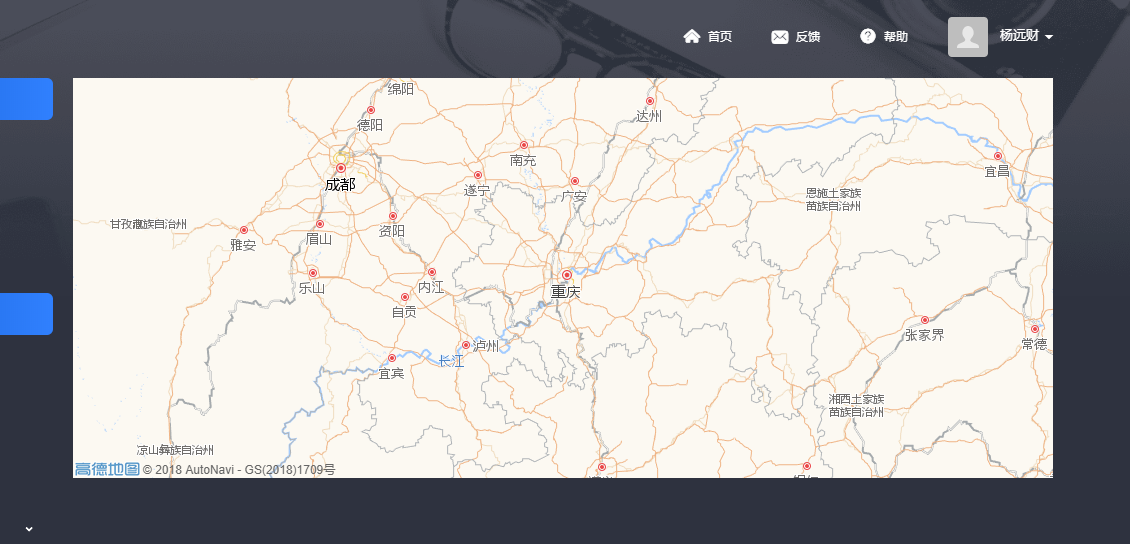 首页
反馈
帮助
杨远财
绵阳
德阳
达州
南充
宜昌
成都
遂宁
广安
恩施土家族
苗族自治州
甘孜藏族自治州
雅安
眉山
资阳
乐山
内江
重庆
自贡
张家界
常德
泸州
长江
宜宾
湘西土家族
苗族自治州
凉山彝族自治州
高德地图 © 2018 AutoNavi - GS(2018)1709号